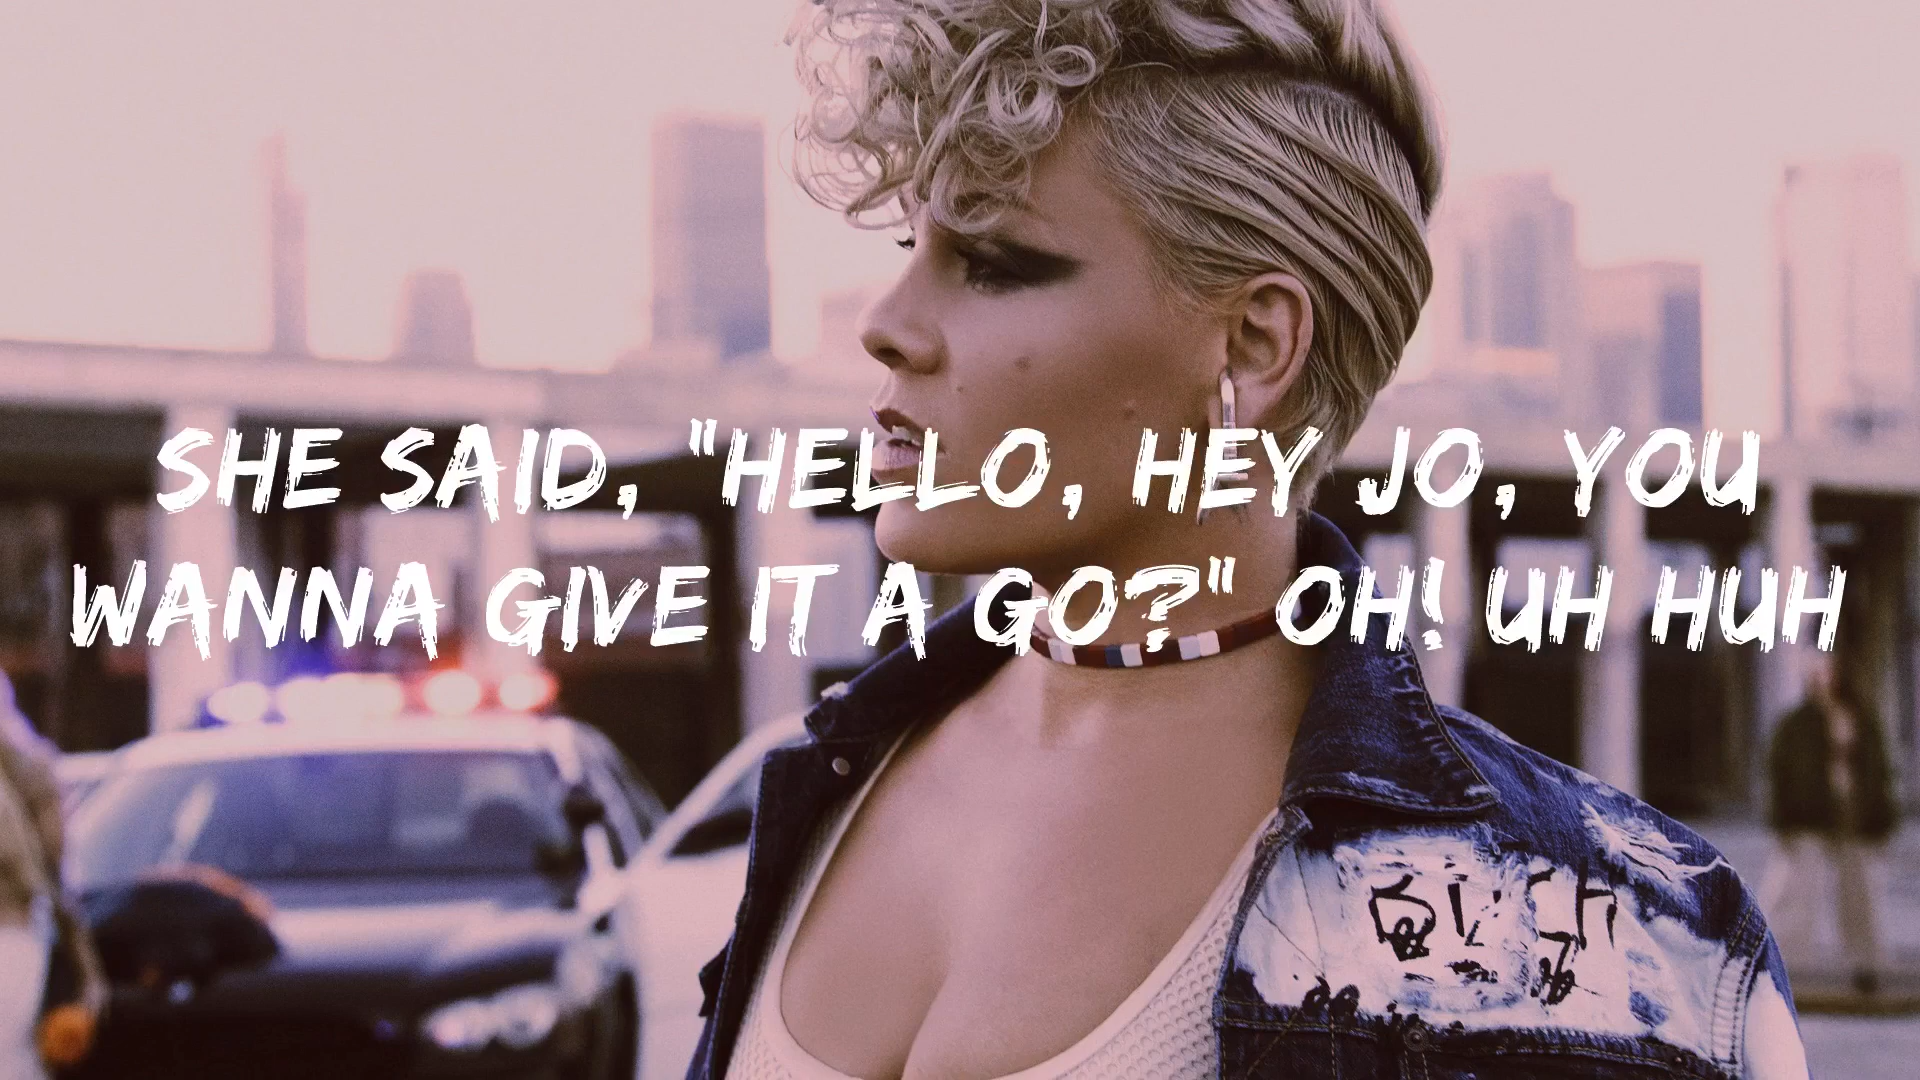 SHE SAID, "HELLO, HEY JO, YOU
WANNA GIVE IT A GO?" OH! UH HUH